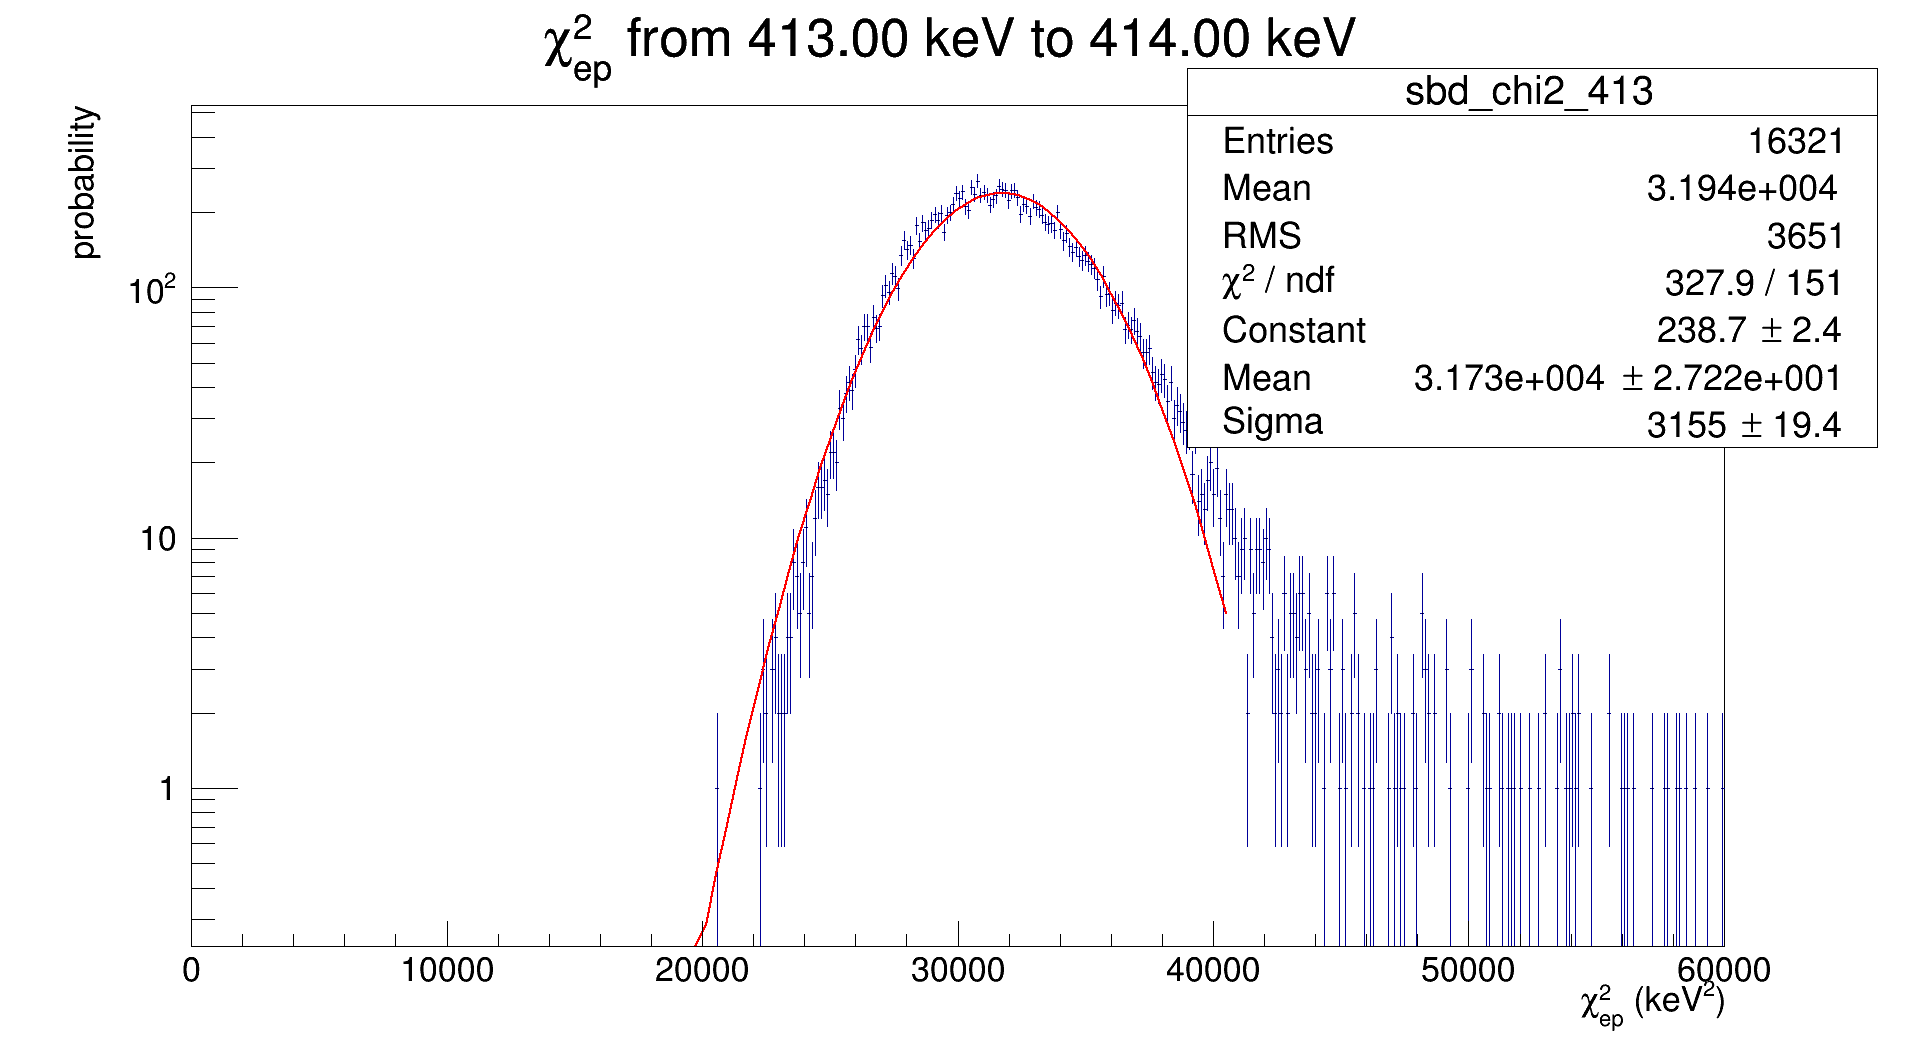 χ²ep from 413.00 keV to 414.00 keV
probability
sbd_chi2_413
Entries 16321
Mean 3.194e+004
RMS 3651
χ² / ndf 327.9 / 151
Constant 238.7 ± 2.4
Mean 3.173e+004 ± 2.722e+001
Sigma 3155 ± 19.4
10²
10
1
0 10000 20000 30000 40000 50000 60000
χ²ep (keV²)